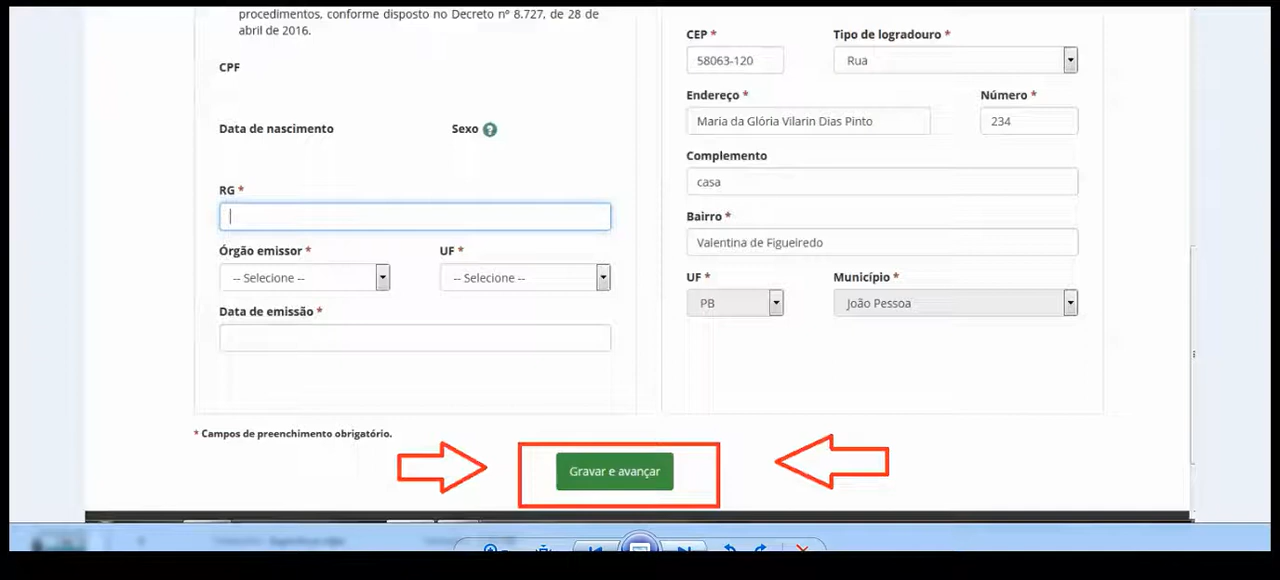 procedimentos, conforme disposto no Decreto nº 8.727, de 28 de
abril de 2016.
CPF
Data de nascimento
Sexo ?
RG *
Órgão emissor *
UF *
-- Selecione --
-- Selecione --
Data de emissão *
CEP *
Tipo de logradouro *
58063-120
Rua
Endereço *
Número *
Maria da Glória Vilarin Dias Pinto
234
Complemento
casa
Bairro *
Valentina de Figueiredo
UF *
Município *
PB
João Pessoa
* Campos de preenchimento obrigatório.
Gravar e avançar